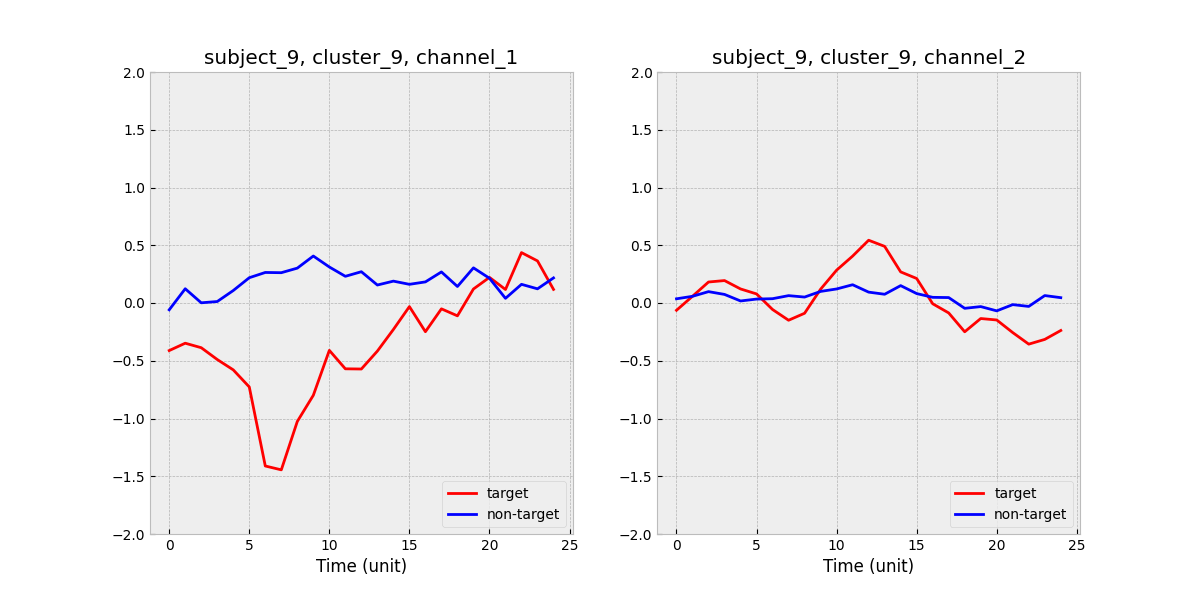 subject_9, cluster_9, channel_1
2.0
1.5
1.0
0.5
0.0
−0.5
−1.0
−1.5
−2.0
0 5 10 15 20 25
Time (unit)
target
non-target
subject_9, cluster_9, channel_2
2.0
1.5
1.0
0.5
0.0
−0.5
−1.0
−1.5
−2.0
0 5 10 15 20 25
Time (unit)
target
non-target